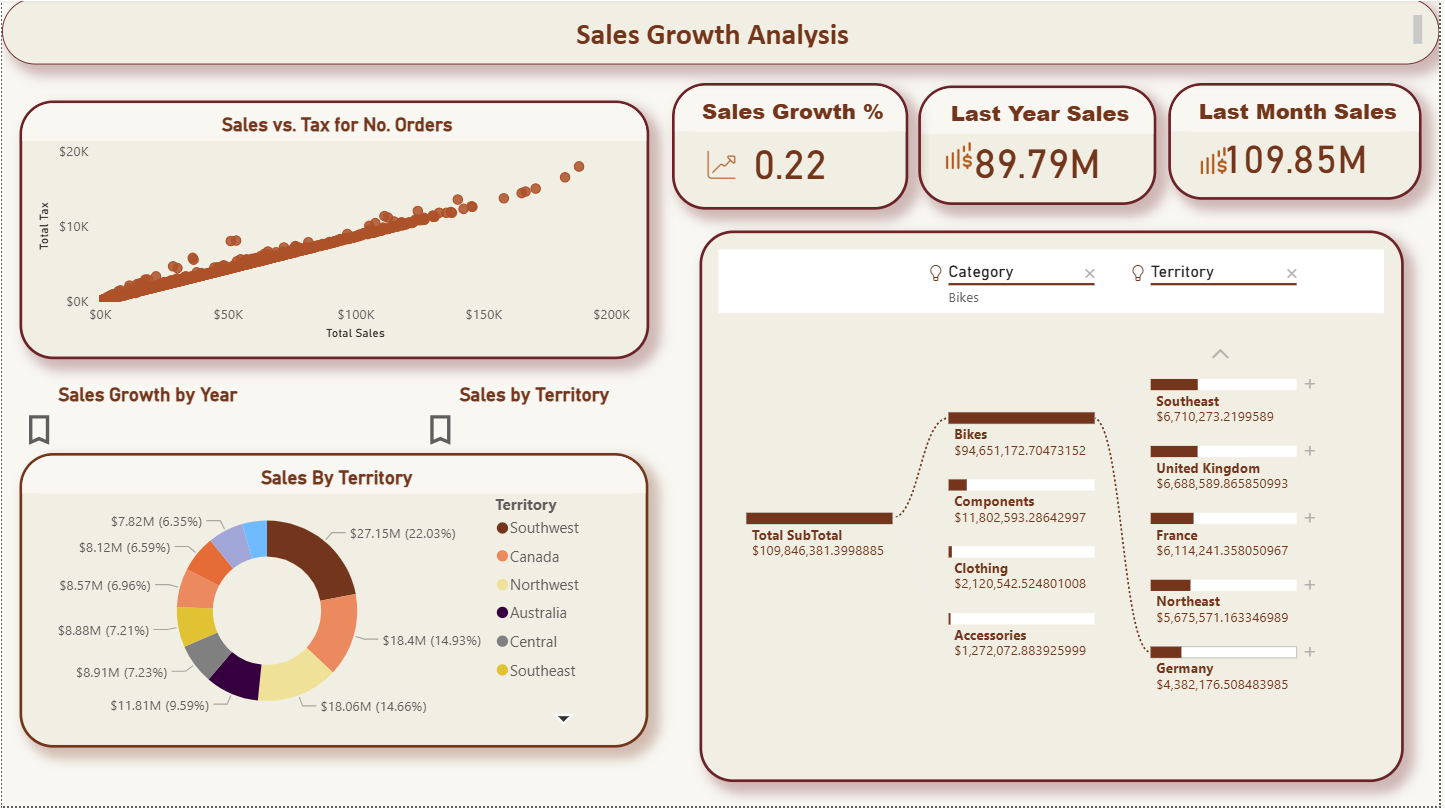 Sales Growth Analysis
Sales vs. Tax for No. Orders
$20K
$10K
$0K
Total Tax
$0K $50K $100K $150K $200K
Total Sales
Sales Growth %
0.22
Last Year Sales
89.79M
Last Month Sales
109.85M
Sales Growth by Year
Sales by Territory
Sales By Territory
$27.15M (22.03%)
$18.4M (14.93%)
$18.06M (14.66%)
$11.81M (9.59%)
$8.91M (7.23%)
$8.88M (7.21%)
$8.57M (6.96%)
$8.12M (6.59%)
$7.82M (6.35%)
Territory
Southwest
Canada
Northwest
Australia
Central
Southeast
Category
Bikes
Territory
Total SubTotal
$109,846,381.3998885
Bikes
$94,651,172.70473152
Components
$11,802,593.28642997
Clothing
$2,120,542.524801008
Accessories
$1,272,072.883925999
Southeast
$6,710,273.2199589
United Kingdom
$6,688,589.865850993
France
$6,114,241.358050967
Northeast
$5,675,571.163346989
Germany
$4,382,176.508483985